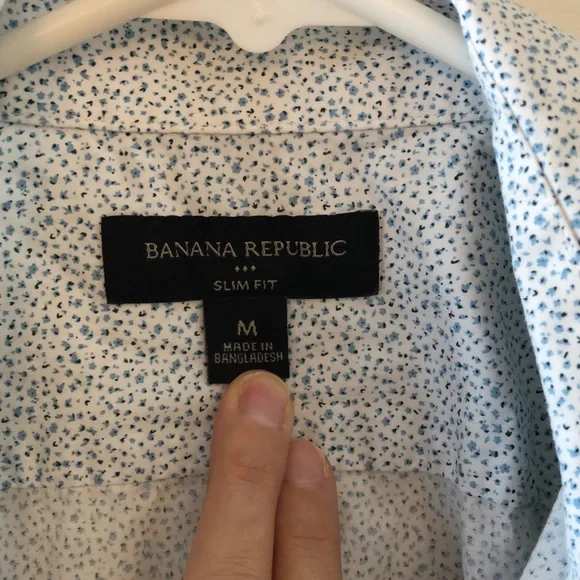 BANANA REPUBLIC
SLIM FIT
M
MADE IN
BANGLADESH